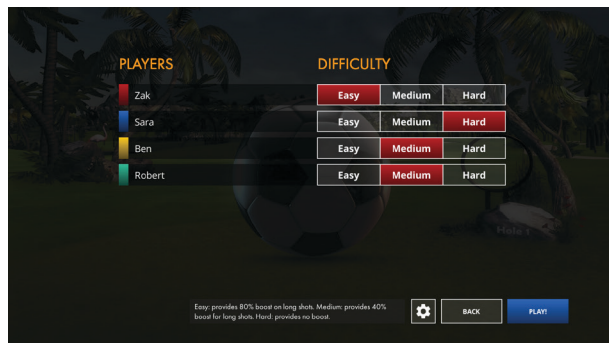 PLAYERS DIFFICULTY
Zak Easy Medium Hard
Sara Easy Medium Hard
Ben Easy Medium Hard
Robert Easy Medium Hard
Hole 1
Easy: provides 80% boost on long shots. Medium: provides 40%
boost for long shots. Hard: provides no boost.
BACK PLAY!